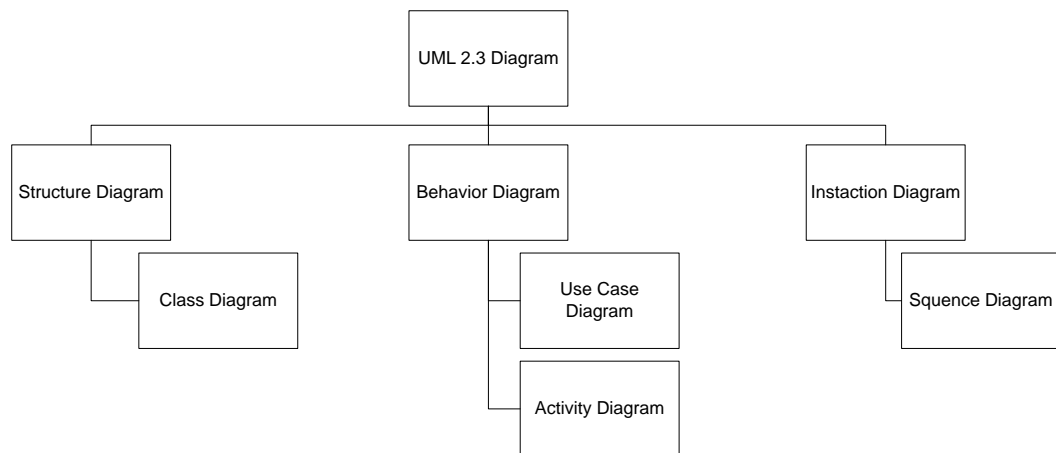 UML 2.3 Diagram
Structure Diagram
Behavior Diagram
Instaction Diagram
Class Diagram
Use Case
Diagram
Squence Diagram
Activity Diagram